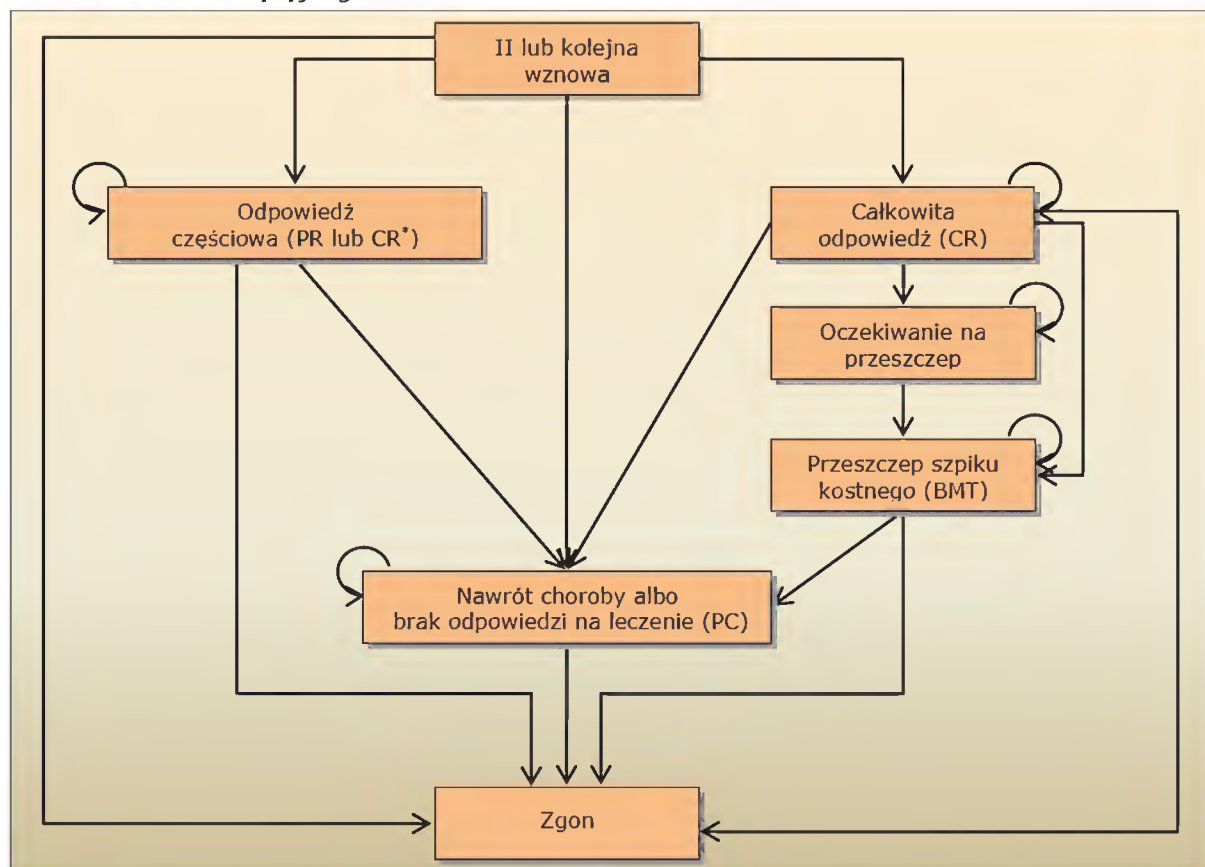 II lub kolejna
wznowa
Odpowiedź
częściowa (PR lub CR*)
Całkowita
odpowiedź (CR)
Oczekiwanie na
przeszczep
Przeszczep szpiku
kostnego (BMT)
Nawrót choroby albo
brak odpowiedzi na leczenie (PC)
Zgon